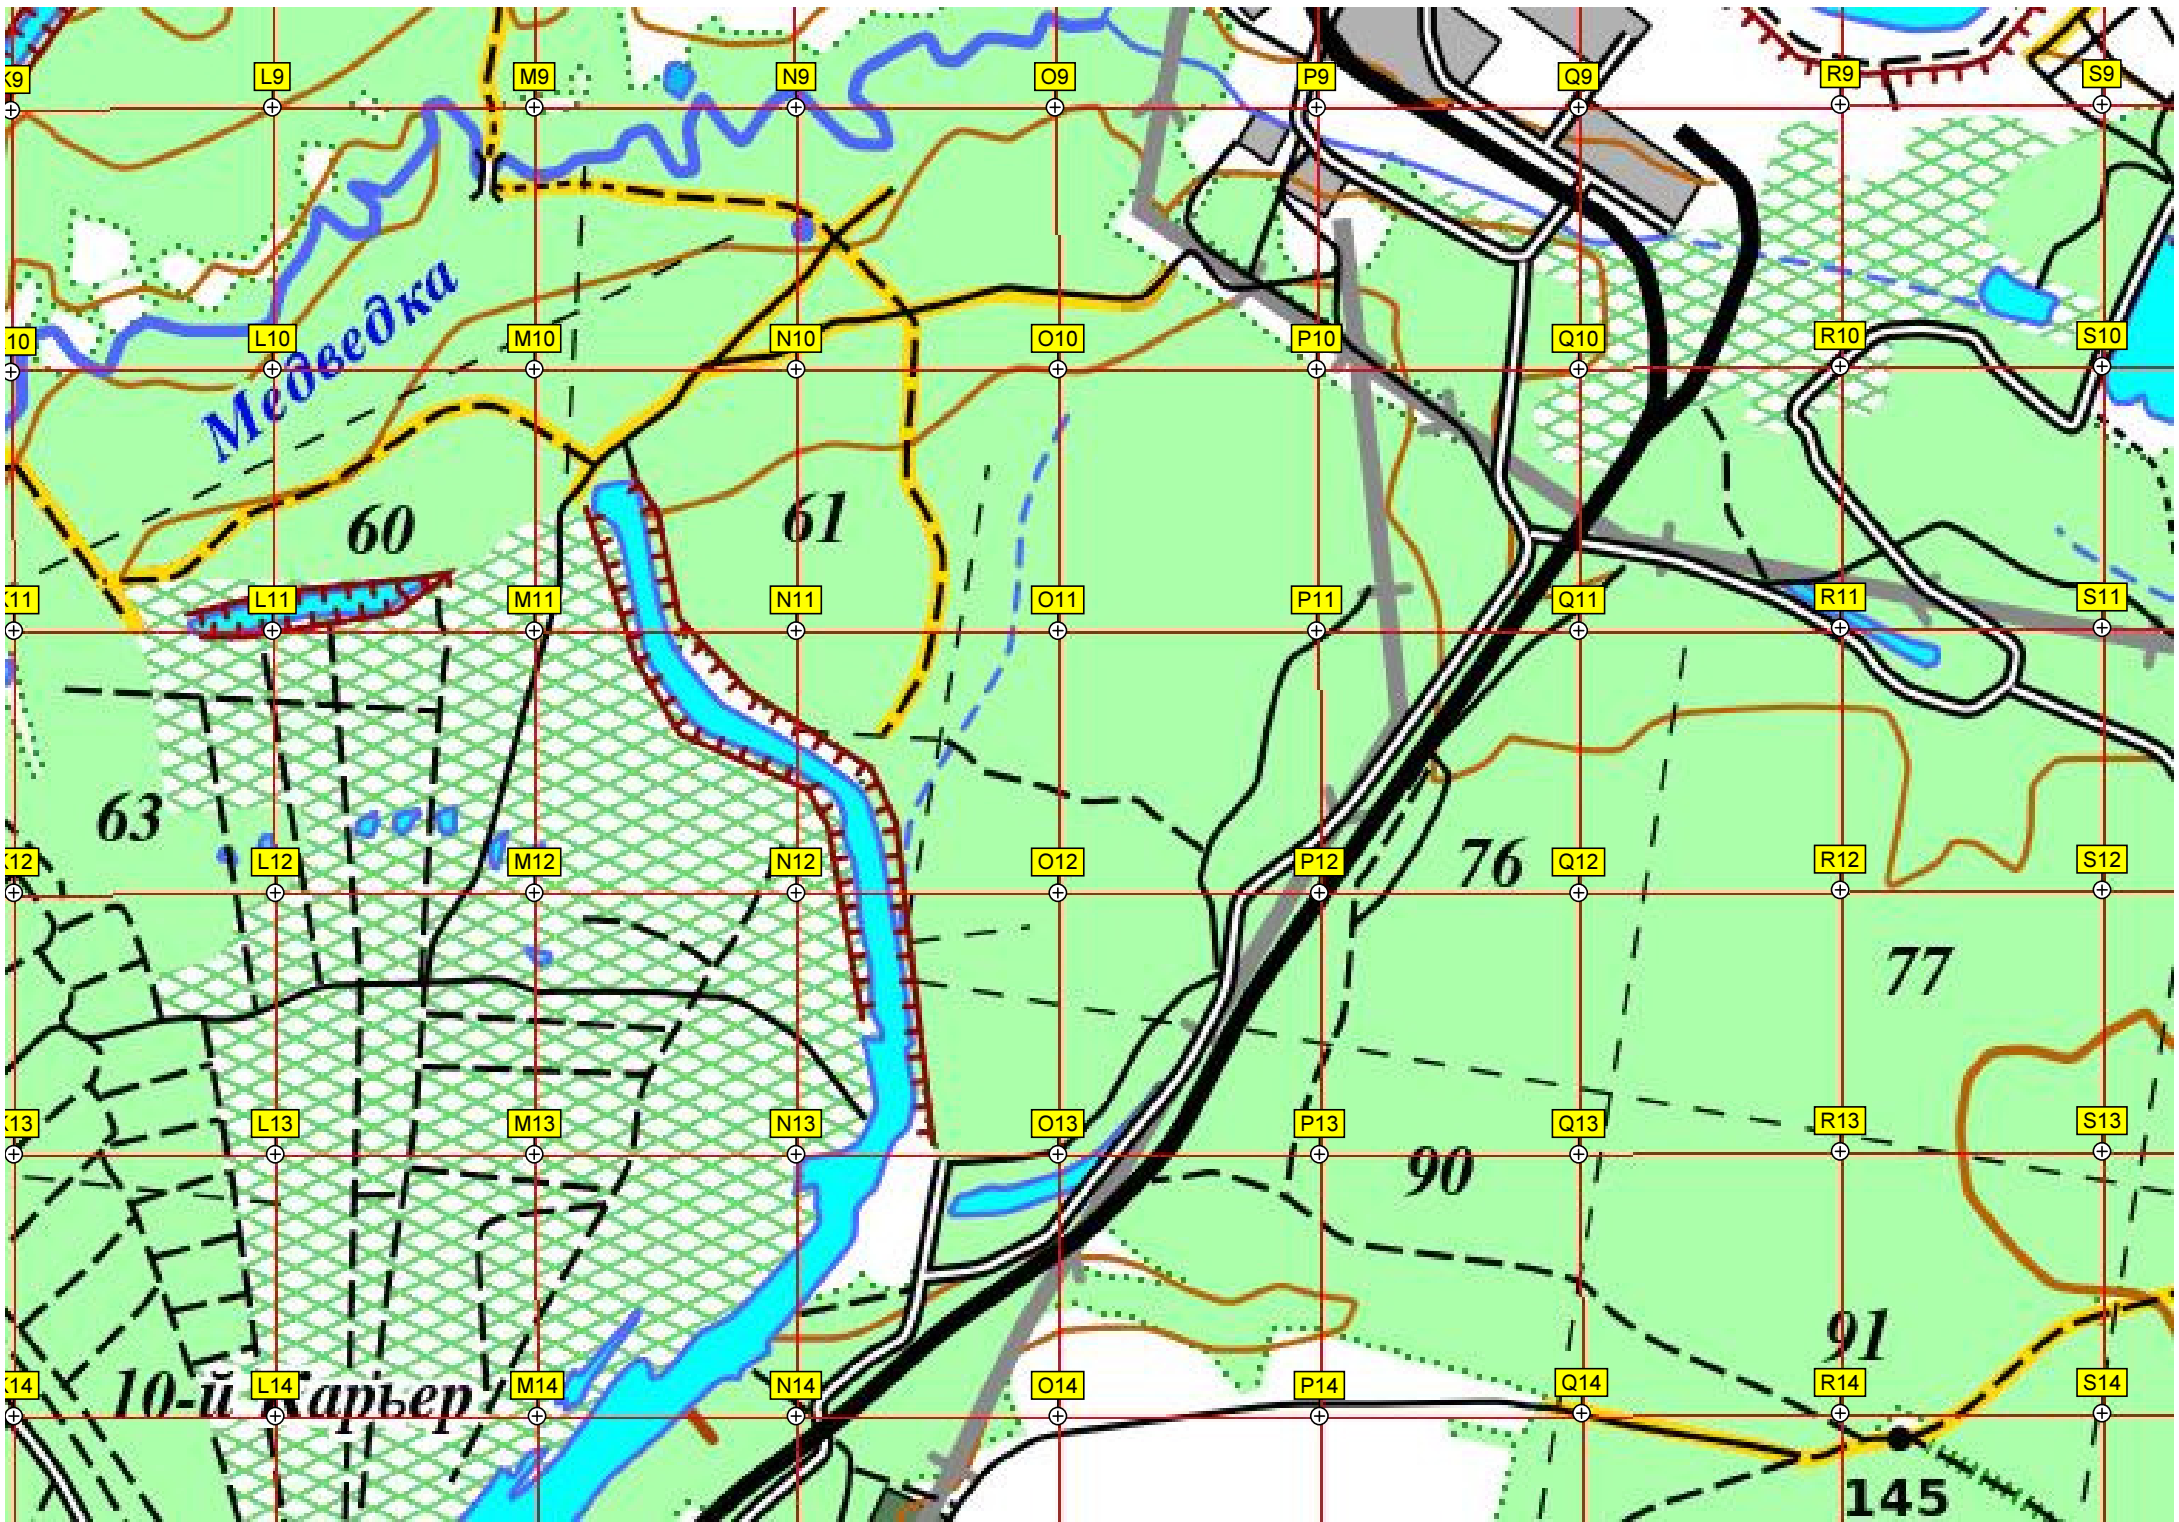 K9 L9 M9 N9 O9 P9 Q9 R9 S9
10 L10 M10 N10 O10 P10 Q10 R10 S10
Медведка
60 61
11 L11 M11 N11 O11 P11 Q11 R11 S11
63 76
K12 L12 M12 N12 O12 P12 Q12 R12 S12
77
K13 L13 M13 N13 O13 P13 Q13 R13 S13
90
91
K14 L14 M14 N14 O14 P14 Q14 R14 S14
10-й Карьер
145